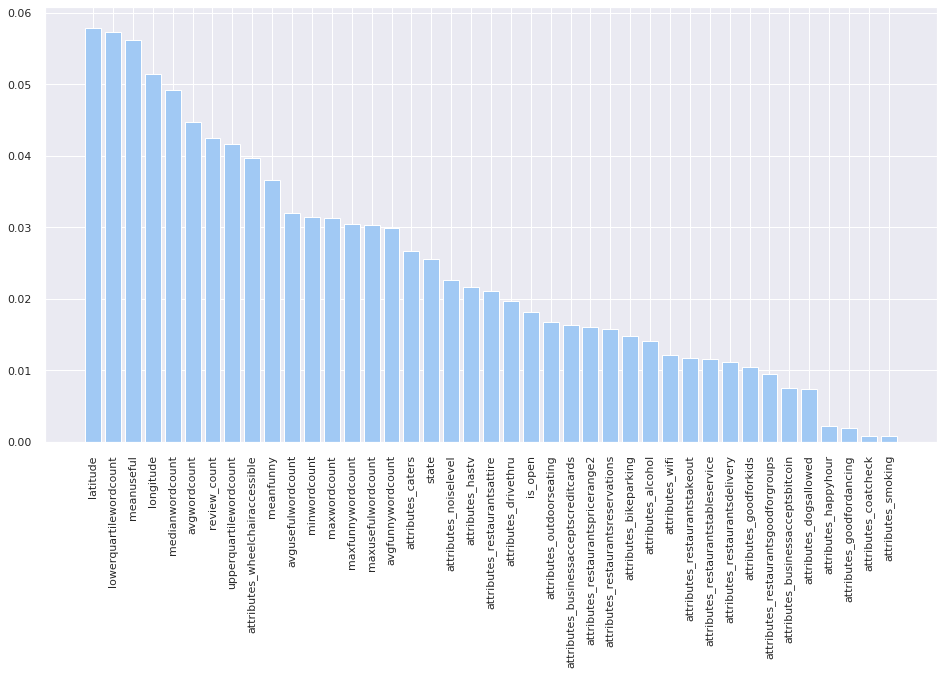 0.06
0.05
0.04
0.03
0.02
0.01
0.00
latitude
lowerquartilewordcount
meanuseful
longitude
medianwordcount
avgwordcount
review_count
upperquartilewordcount
attributes_wheelchairaccessible
meanfunny
avgusefulwordcount
minwordcount
maxwordcount
maxfunnywordcount
maxusefulwordcount
avgfunnywordcount
attributes_caters
state
attributes_noiselevel
attributes_hastv
attributes_restaurantsattire
attributes_drivethru
is_open
attributes_outdoorseating
attributes_businessacceptscreditcards
attributes_restaurantspricerange2
attributes_restaurantsreservations
attributes_bikeparking
attributes_alcohol
attributes_wifi
attributes_restaurantstakeout
attributes_restaurantstableservice
attributes_restaurantsdelivery
attributes_goodforkids
attributes_restaurantsgoodforgroups
attributes_businessacceptsbitcoin
attributes_dogsallowed
attributes_happyhour
attributes_goodfordancing
attributes_coatcheck
attributes_smoking